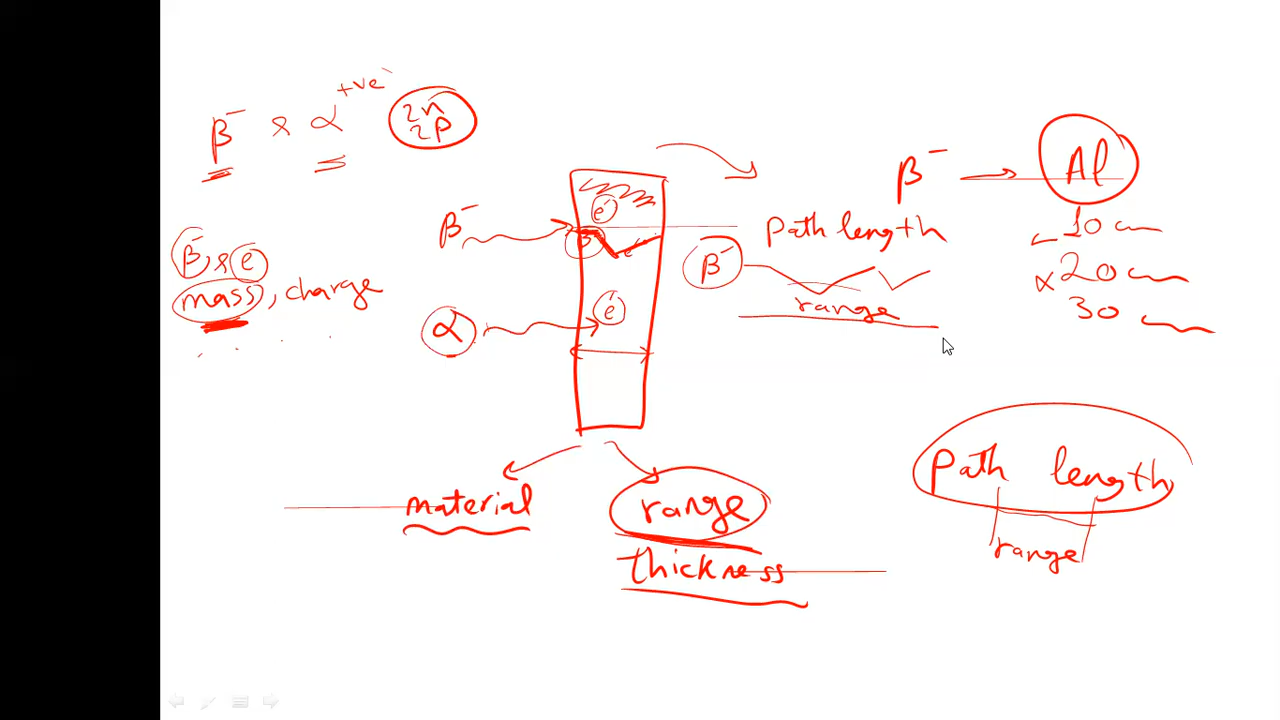 β⁻ & α +ve 2n
2p
β⁻, & e⁻
mass, charge
β⁻
α
e⁻
β⁻
e⁻
e⁻
Path length
β⁻
range
β⁻ → Al
10 cm
x 20 cm
30 cm
material
range
thickness
Path length
range